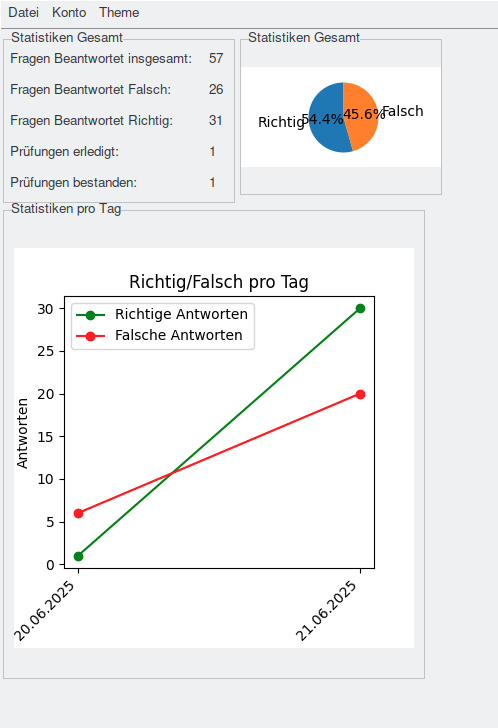 Datei Konto Theme
Statistiken Gesamt
Fragen Beantwortet insgesamt: 57
Fragen Beantwortet Falsch: 26
Fragen Beantwortet Richtig: 31
Prüfungen erledigt: 1
Prüfungen bestanden: 1
Statistiken Gesamt
Richtig 54.4% 45.6% Falsch
Statistiken pro Tag
Richtig/Falsch pro Tag
Richtige Antworten
Falsche Antworten
Antworten
30
25
20
15
10
5
0
20.06.2025 21.06.2025